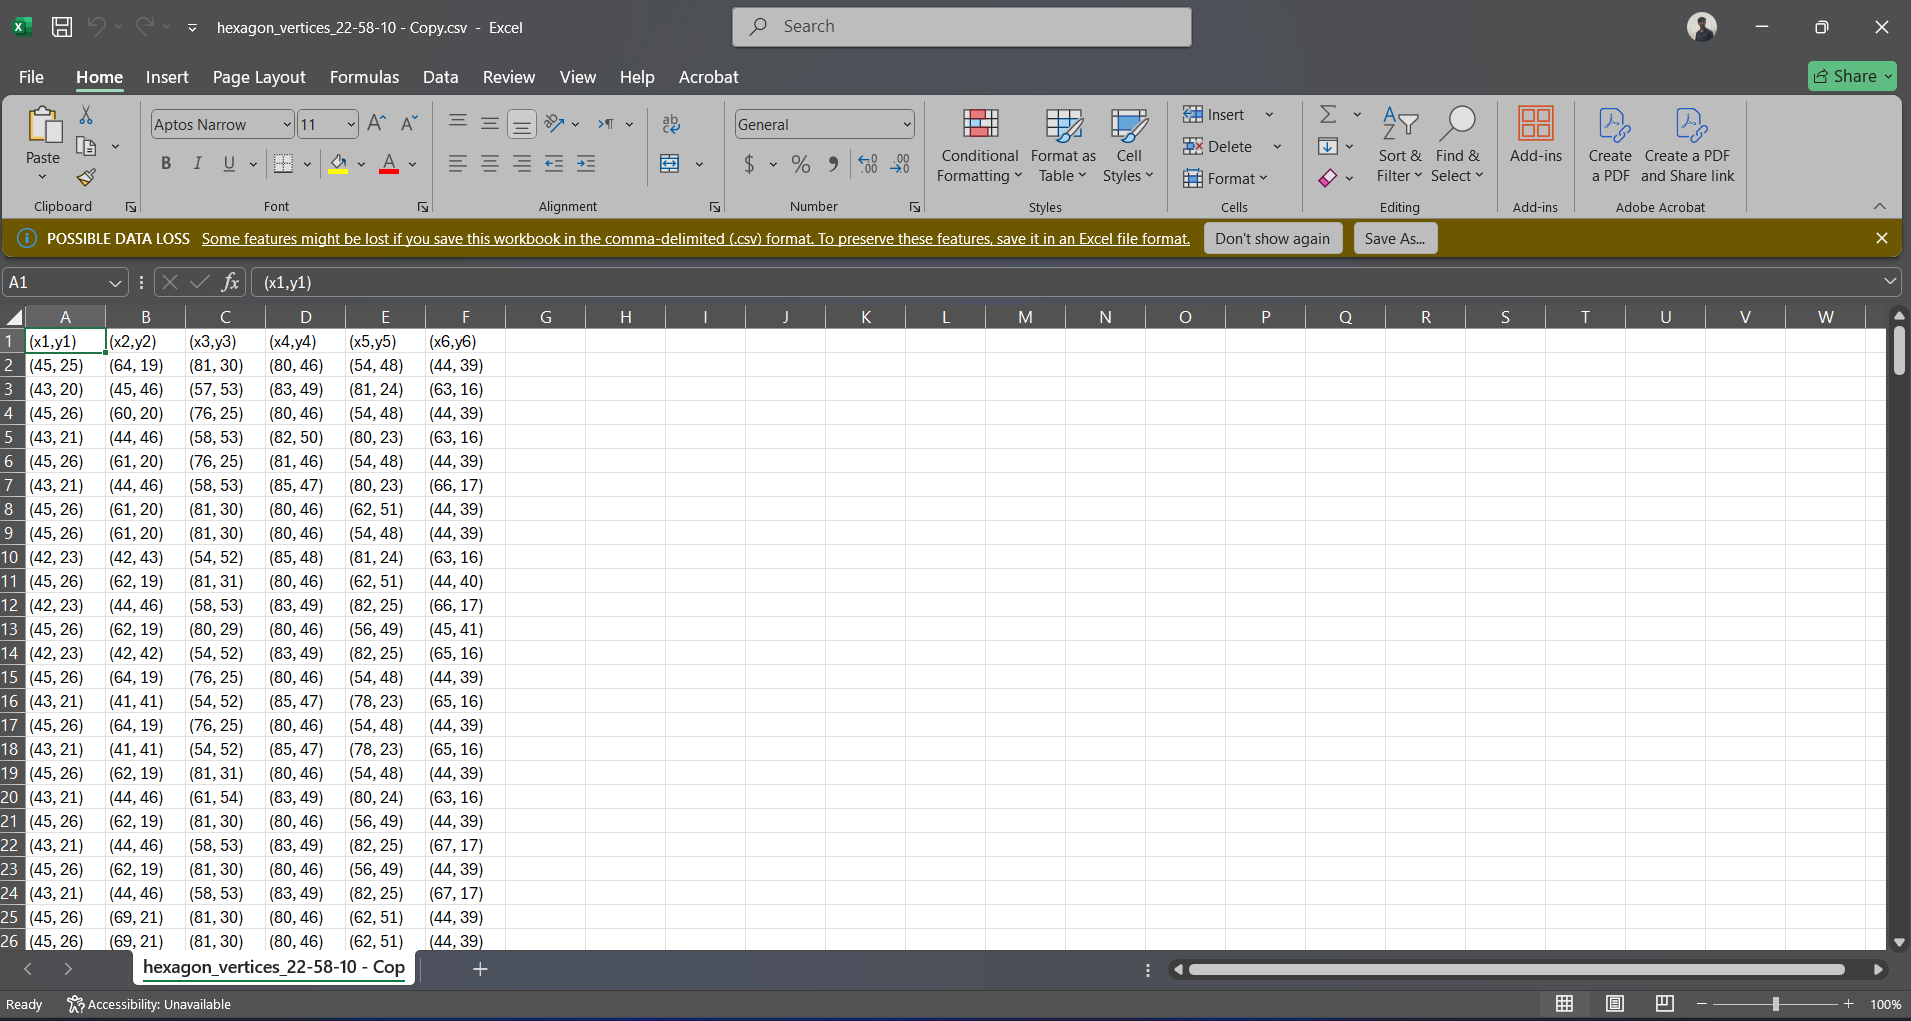 hexagon_vertices_22-58-10 - Copy.csv - Excel
Search
File Home Insert Page Layout Formulas Data Review View Help Acrobat Share
Paste
Clipboard
Aptos Narrow 11
B I U A
Font
ab
Alignment
General
$ % 9 .00 .00
Number
Conditional Formatting
Format as Table
Cell Styles
Styles
Insert
Delete
Format
Cells
Sort & Filter
Find & Select
Editing
Add-ins
Add-ins
Create a PDF
Create a PDF and Share link
Adobe Acrobat
POSSIBLE DATA LOSS Some features might be lost if you save this workbook in the comma-delimited (.csv) format. To preserve these features, save it in an Excel file format. Don't show again Save As...
A1 fx (x1,y1)
A B C D E F G H I J K L M N O P Q R S T U V W
1 (x1,y1) (x2,y2) (x3,y3) (x4,y4) (x5,y5) (x6,y6)
2 (45, 25) (64, 19) (81, 30) (80, 46) (54, 48) (44, 39)
3 (43, 20) (45, 46) (57, 53) (83, 49) (81, 24) (63, 16)
4 (45, 26) (60, 20) (76, 25) (80, 46) (54, 48) (44, 39)
5 (43, 21) (44, 46) (58, 53) (82, 50) (80, 23) (63, 16)
6 (45, 26) (61, 20) (76, 25) (81, 46) (54, 48) (44, 39)
7 (43, 21) (44, 46) (58, 53) (85, 47) (80, 23) (66, 17)
8 (45, 26) (61, 20) (81, 30) (80, 46) (62, 51) (44, 39)
9 (45, 26) (61, 20) (81, 30) (80, 46) (54, 48) (44, 39)
10 (42, 23) (42, 43) (54, 52) (85, 48) (81, 24) (63, 16)
11 (45, 26) (62, 19) (81, 31) (80, 46) (62, 51) (44, 40)
12 (42, 23) (44, 46) (58, 53) (83, 49) (82, 25) (66, 17)
13 (45, 26) (62, 19) (80, 29) (80, 46) (56, 49) (45, 41)
14 (42, 23) (42, 42) (54, 52) (83, 49) (82, 25) (65, 16)
15 (45, 26) (64, 19) (76, 25) (80, 46) (54, 48) (44, 39)
16 (43, 21) (41, 41) (54, 52) (85, 47) (78, 23) (65, 16)
17 (45, 26) (64, 19) (76, 25) (80, 46) (54, 48) (44, 39)
18 (43, 21) (41, 41) (54, 52) (85, 47) (78, 23) (65, 16)
19 (45, 26) (62, 19) (81, 31) (80, 46) (54, 48) (44, 39)
20 (43, 21) (44, 46) (61, 54) (83, 49) (80, 24) (63, 16)
21 (45, 26) (62, 19) (81, 30) (80, 46) (56, 49) (44, 39)
22 (43, 21) (44, 46) (58, 53) (83, 49) (82, 25) (67, 17)
23 (45, 26) (62, 19) (81, 30) (80, 46) (56, 49) (44, 39)
24 (43, 21) (44, 46) (58, 53) (83, 49) (82, 25) (67, 17)
25 (45, 26) (69, 21) (81, 30) (80, 46) (62, 51) (44, 39)
26 (45, 26) (69, 21) (81, 30) (80, 46) (62, 51) (44, 39)
hexagon_vertices_22-58-10 - Cop
Ready Accessibility: Unavailable 100%